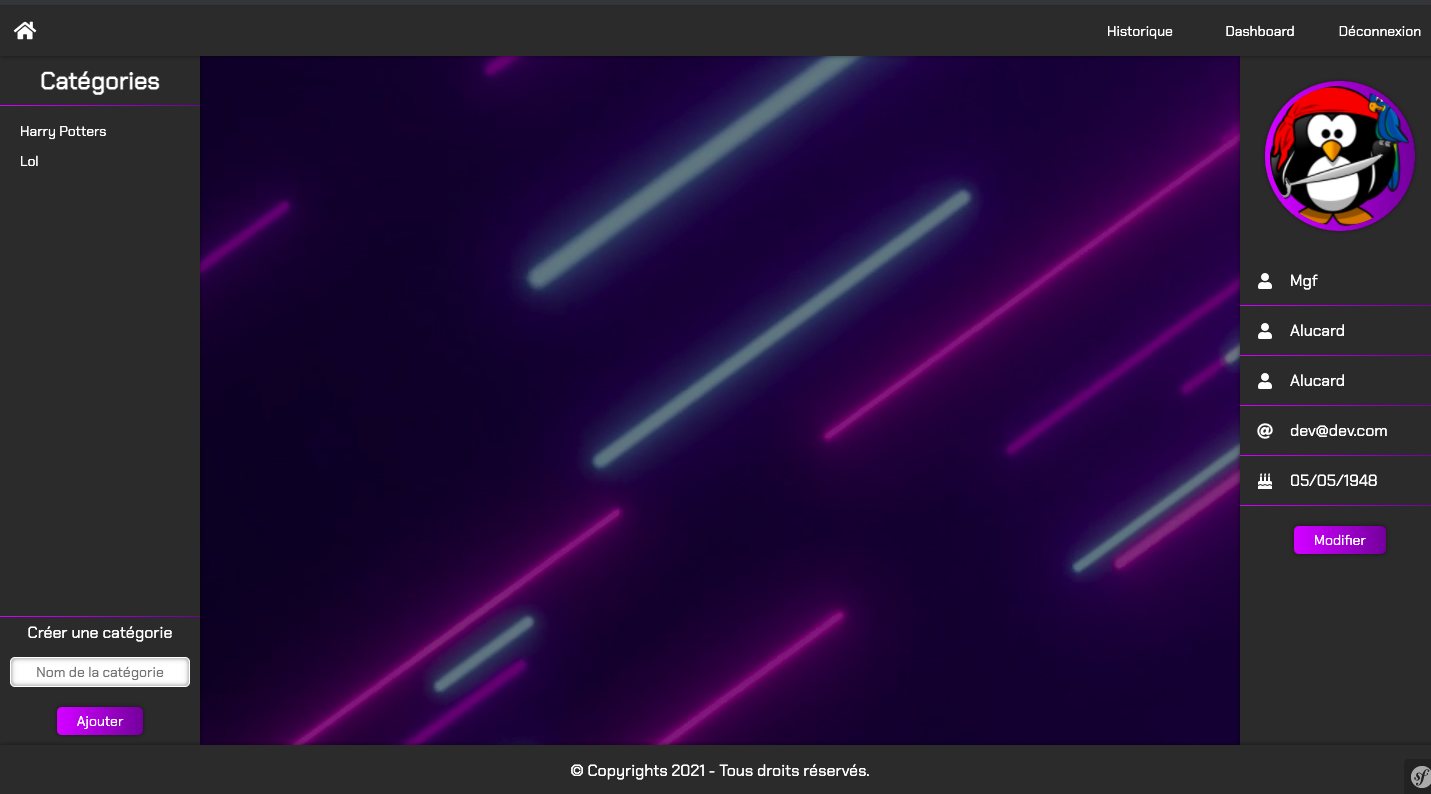 Historique Dashboard Déconnexion
Catégories
Harry Potters
Lol
Créer une catégorie
Nom de la catégorie
Ajouter
Mgf
Alucard
Alucard
dev@dev.com
05/05/1948
Modifier
© Copyrights 2021 - Tous droits réservés.
sf